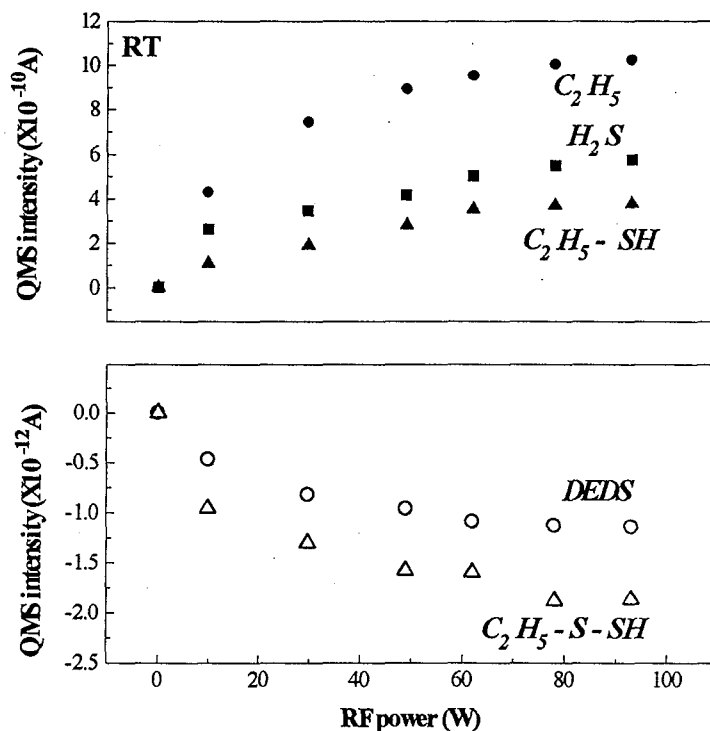 RT
QMS intensity (X10⁻¹⁰A)
12
10
8
6
4
2
0
C₂H₅
H₂S
C₂H₅ - SH
QMS intensity (X10⁻¹²A)
0.0
-0.5
-1.0
-1.5
-2.0
-2.5
DEDS
C₂H₅ - S - SH
0 20 40 60 80 100
RF power (W)